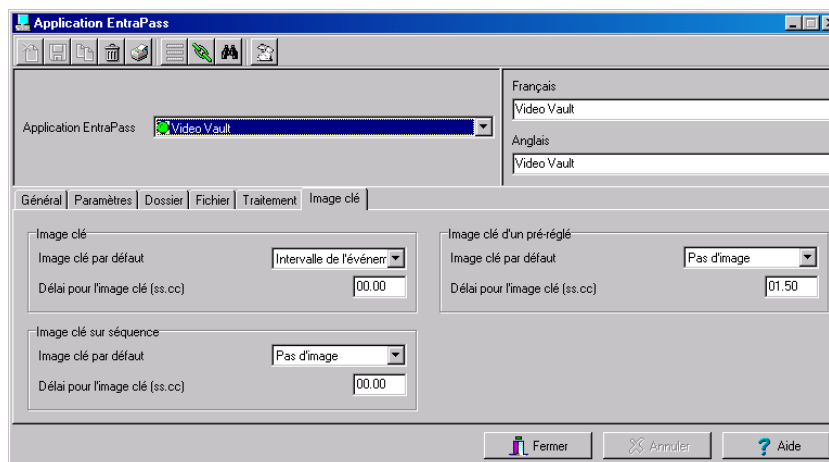 Application EntraPass
Français
Video Vault
Application EntraPass
Video Vault
Anglais
Video Vault
Général
Paramètres
Dossier
Fichier
Traitement
Image clé
Image clé
Image clé par défaut
Intervalle de l'événem
Délai pour l'image clé (ss.cc)
00.00
Image clé d'un pré-réglé
Image clé par défaut
Pas d'image
Délai pour l'image clé (ss.cc)
01.50
Image clé sur séquence
Image clé par défaut
Pas d'image
Délai pour l'image clé (ss.cc)
00.00
Fermer
Annuler
? Aide